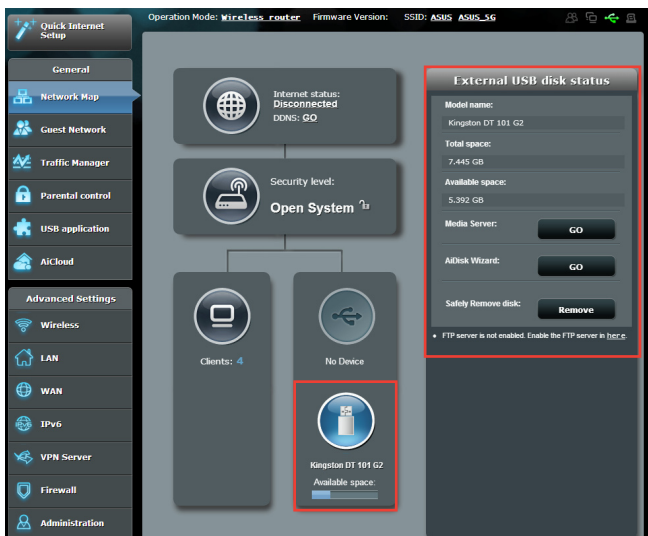 Operation Mode: Wireless router Firmware Version: SSID: ASUS ASUS_5G
Quick Internet
Setup
General
Network Map
Guest Network
Traffic Manager
Parental control
USB application
AiCloud
Advanced Settings
Wireless
LAN
WAN
IPv6
VPN Server
Firewall
Administration
Internet status:
Disconnected
DDNS: GO
Security level:
Open System
Clients: 4
No Device
Kingston DT 101 G2
Available space:
External USB disk status
Model name:
Kingston DT 101 G2
Total space:
7.445 GB
Available space:
5.392 GB
Media Server: GO
AiDisk Wizard: GO
Safely Remove disk: Remove
• FTP server is not enabled. Enable the FTP server in here.